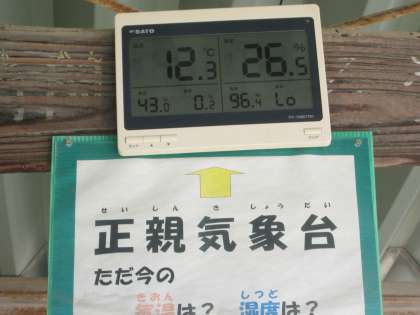 SATO
12.3 ℃ 26.5 %
43.0 0.2 96.4 Lo
せい しん き しょう だい
正親気象台
ただ今の
きおん しつど
気温は? 湿度は?